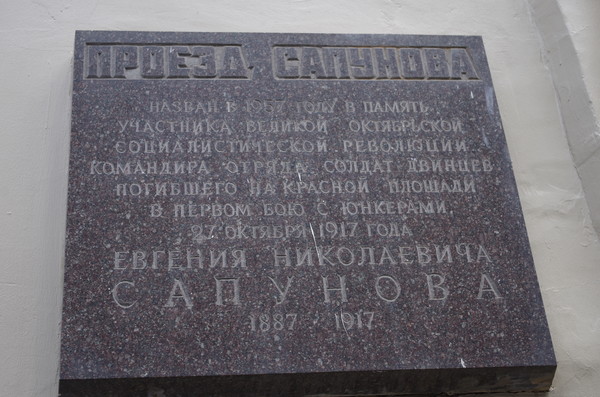 ПРОЕЗД САПУНОВА
НАЗВАН В 1957 ГОДУ В ПАМЯТЬ
УЧАСТНИКА ВЕЛИКОЙ ОКТЯБРЬСКОЙ
СОЦИАЛИСТИЧЕСКОЙ РЕВОЛЮЦИИ
КОМАНДИРА ОТРЯДА СОЛДАТ ДВИНЦЕВ
ПОГИБШЕГО НА КРАСНОЙ ПЛОЩАДИ
В ПЕРВОМ БОЮ С ЮНКЕРАМИ
27 ОКТЯБРЯ 1917 ГОДА
ЕВГЕНИЯ НИКОЛАЕВИЧА
САПУНОВА
1887 - 1917